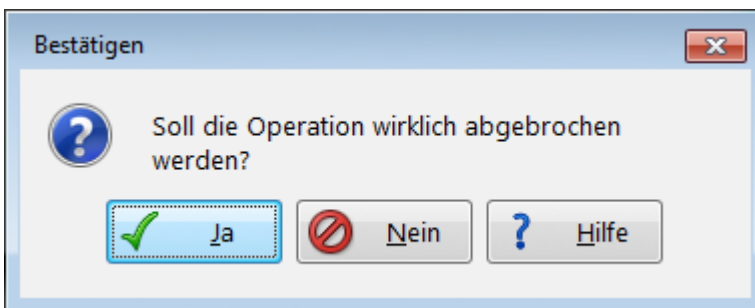 Bestätigen
Soll die Operation wirklich abgebrochen
werden?
Ja Nein Hilfe